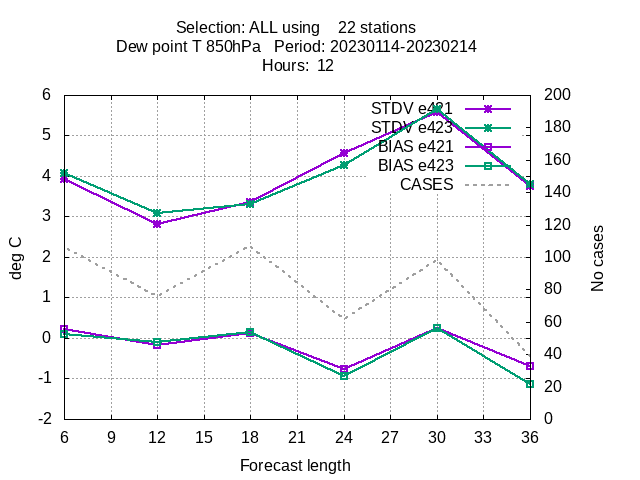 Selection: ALL using    22 stations
Dew point T 850hPa   Period: 20230114-20230214
Hours:  12
STDV e421
STDV e423
BIAS e421
BIAS e423
CASES
6
5
4
3
2
1
0
-1
-2
deg C
200
180
160
140
120
100
80
60
40
20
0
No cases
6 9 12 15 18 21 24 27 30 33 36
Forecast length